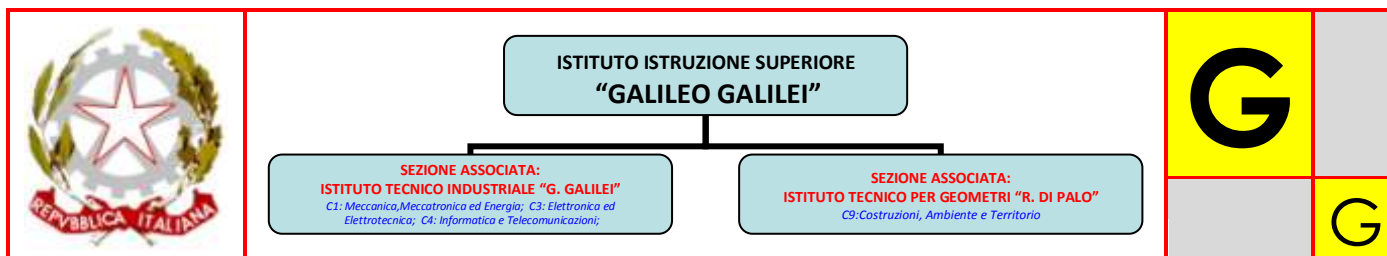 REPVBBLICA ITALIANA
ISTITUTO ISTRUZIONE SUPERIORE
“GALILEO GALILEI”
SEZIONE ASSOCIATA:
ISTITUTO TECNICO INDUSTRIALE “G. GALILEI”
C1: Meccanica,Meccatronica ed Energia; C3: Elettronica ed
Elettrotecnica; C4: Informatica e Telecomunicazioni;
SEZIONE ASSOCIATA:
ISTITUTO TECNICO PER GEOMETRI “R. DI PALO”
C9:Costruzioni, Ambiente e Territorio
G
G